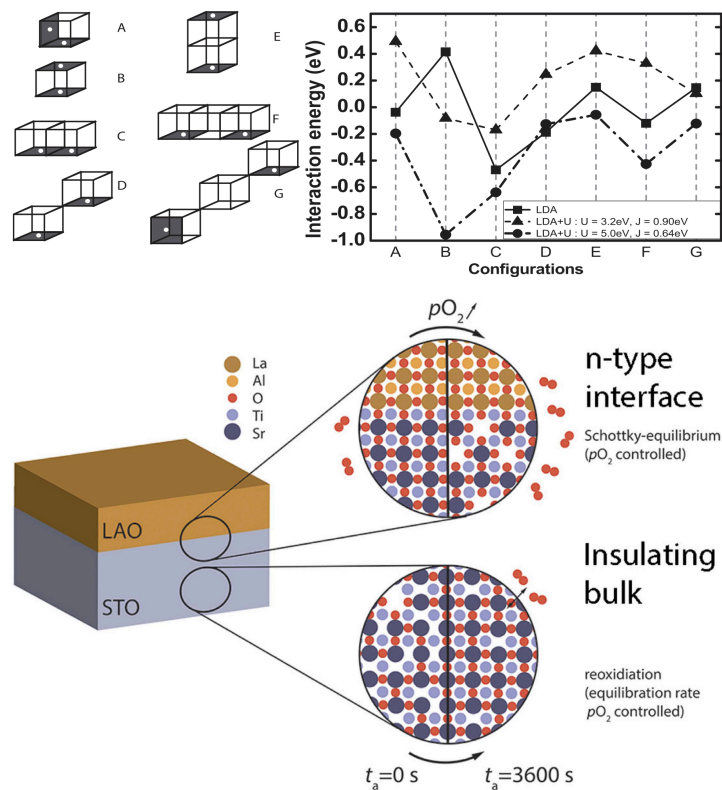 A
B
C
D
E
F
G
Interaction energy (eV)
0.6
0.4
0.2
0.0
-0.2
-0.4
-0.6
-0.8
-1.0
LDA
LDA+U : U = 3.2eV, J = 0.90eV
LDA+U : U = 5.0eV, J = 0.64eV
A B C D E F G
Configurations
pO2
La
Al
O
Ti
Sr
n-type
interface
Schottky-equilibrium
(pO2 controlled)
LAO
STO
Insulating
bulk
reoxidiation
(equilibration rate
pO2 controlled)
ta=0 s
ta=3600 s